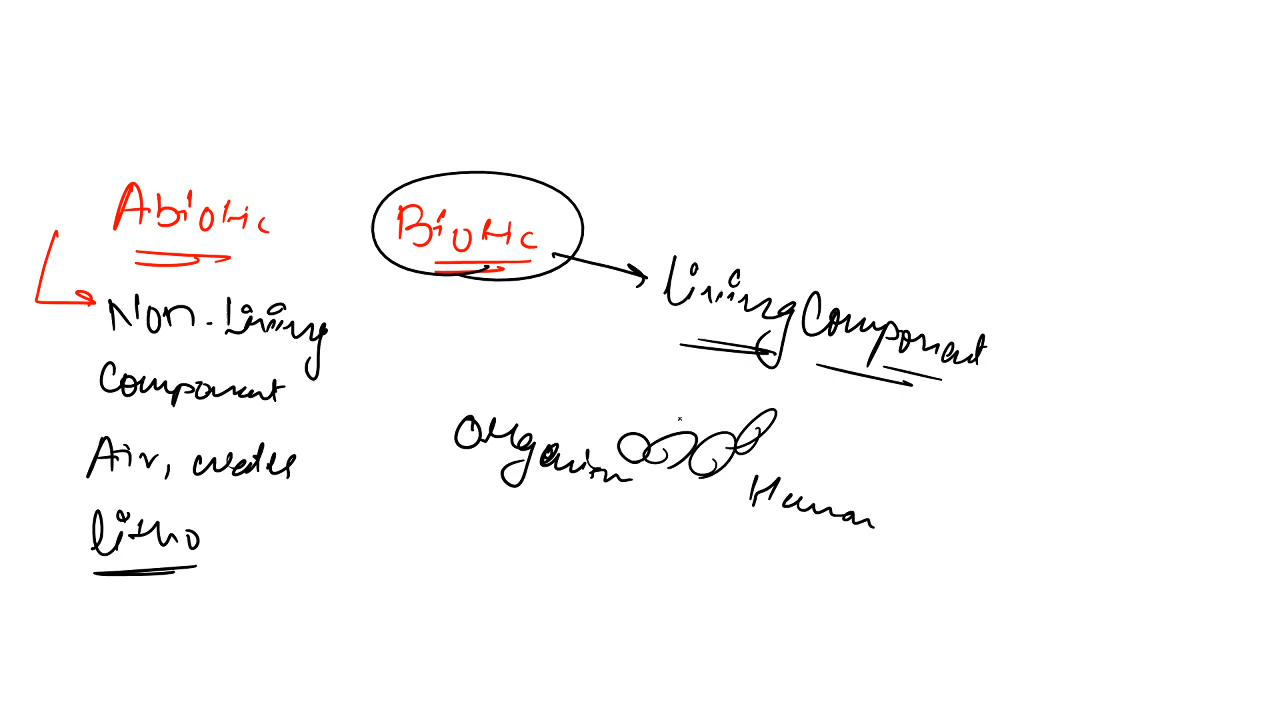 Abiotic
Biotic
Non-Living
Component
Air, water
litho
Living Component
Organism
Human